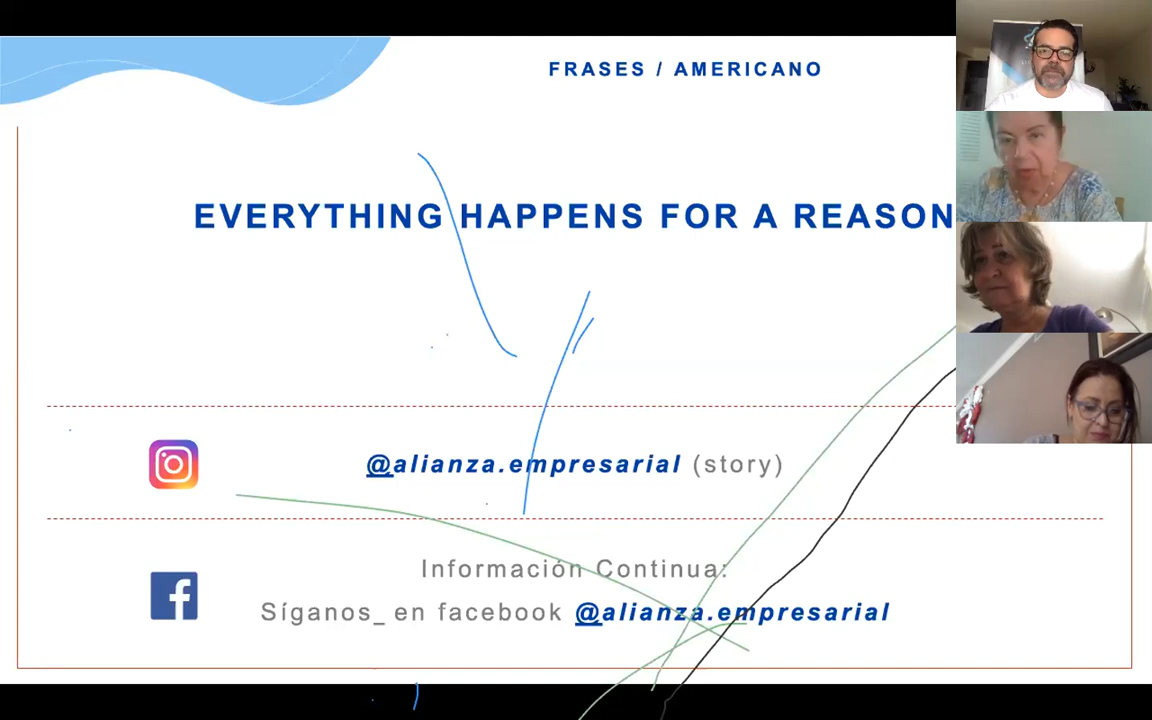 FRASES / AMERICANO
EVERYTHING HAPPENS FOR A REASON
@alianza.empresarial (story)
Información Continua:
Síganos_ en facebook @alianza.empresarial